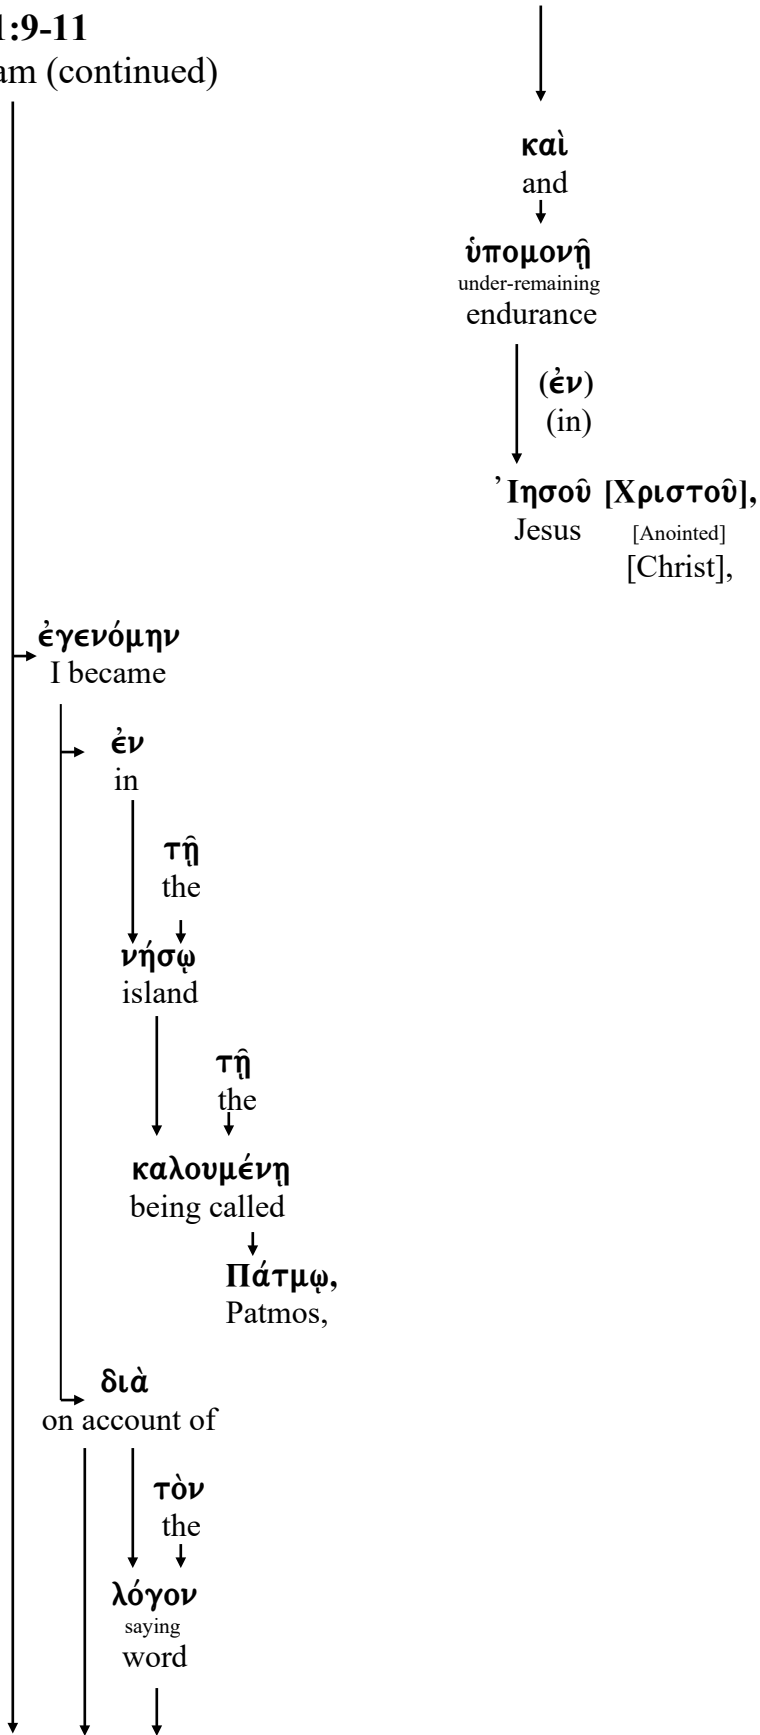 1:9-11
am (continued)
καὶ
and
ὑπομονῇ
under-remaining
endurance
(ἐν)
(in)
Ἰησοῦ [Χριστοῦ],
Jesus [Anointed]
[Christ],
ἐγενόμην
I became
ἐν
in
τῇ
the
νήσῳ
island
τῇ
the
καλουμένῃ
being called
Πάτμῳ,
Patmos,
διὰ
on account of
τὸν
the
λόγον
saying
word